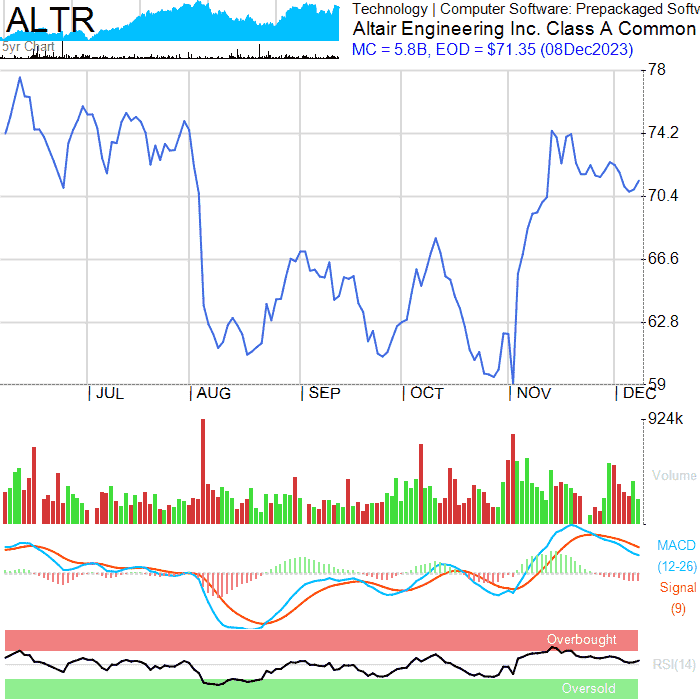 ALTR
5yr Chart
Technology | Computer Software: Prepackaged Softw
Altair Engineering Inc. Class A Common
MC = 5.8B, EOD = $71.35 (08Dec2023)
78
74.2
70.4
66.6
62.8
59
JUL AUG SEP OCT NOV DEC
924k
Volume
MACD
(12-26)
Signal
(9)
Overbought
RSI(14)
Oversold